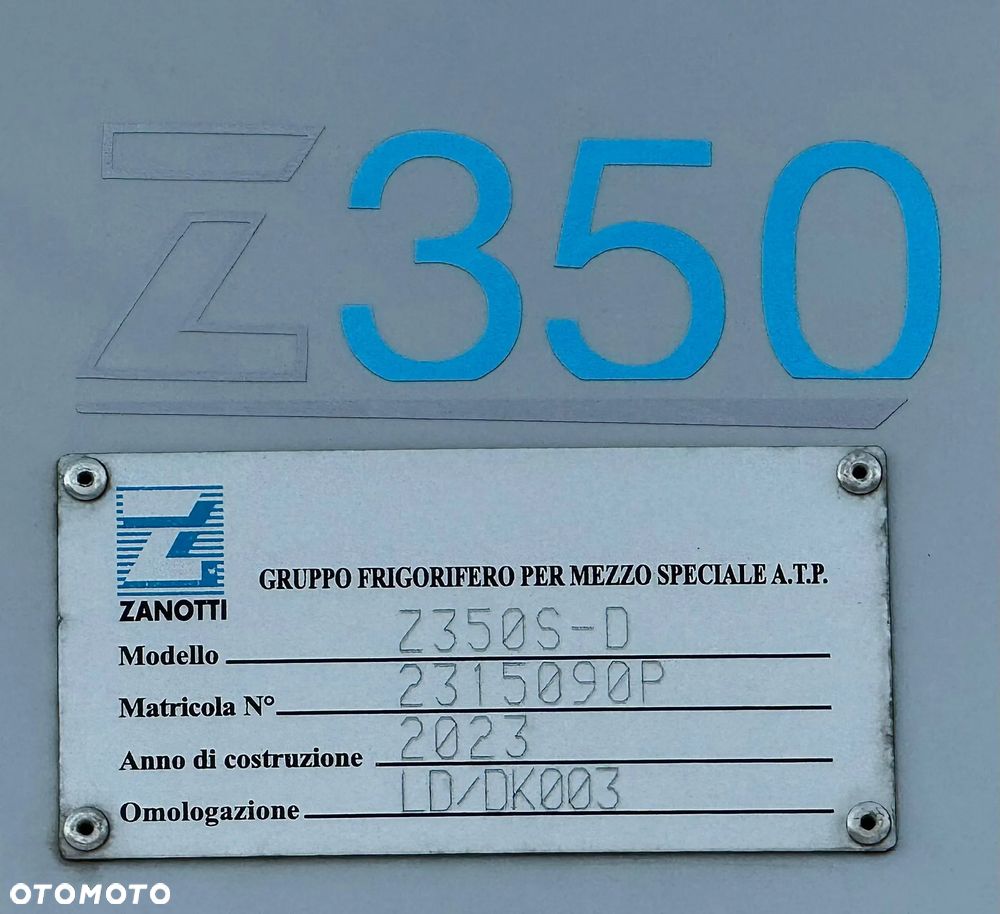 Z350
ZANOTTI
GRUPPO FRIGORIFERO PER MEZZO SPECIALE A.T.P.
Modello Z350S-D
Matricola N° 2315090P
Anno di costruzione 2023
Omologazione LD/DK003
OTOMOTO